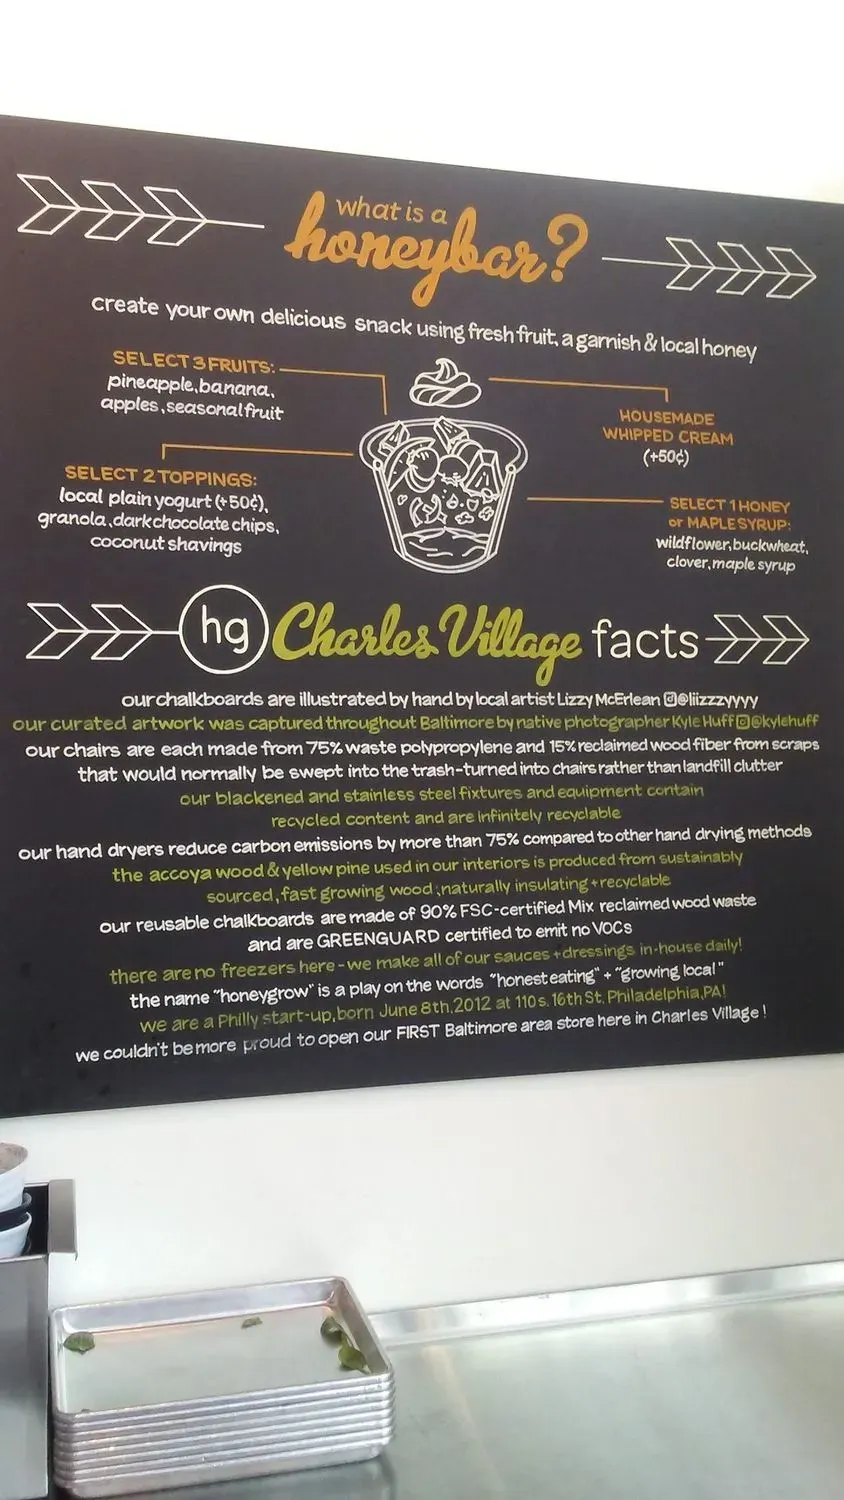 what is a
honeybar?
create your own delicious snack using fresh fruit, a garnish & local honey
SELECT 3 FRUITS:
pineapple, banana,
apples, seasonal fruit
HOUSEMADE
WHIPPED CREAM
(+50¢)
SELECT 2 TOPPINGS:
local plain yogurt (+50¢),
granola, dark chocolate chips,
coconut shavings
SELECT 1 HONEY
or MAPLE SYRUP:
wildflower, buckwheat,
clover, maple syrup
hg Charles Village facts
our chalkboards are illustrated by hand by local artist Lizzy McErlean @liizzzyyyy
our curated artwork was captured throughout Baltimore by native photographer Kyle Huff @kylehuff
our chairs are each made from 75% waste polypropylene and 15% reclaimed wood fiber from scraps
that would normally be swept into the trash-turned into chairs rather than landfill clutter
our blackened and stainless steel fixtures and equipment contain
recycled content and are infinitely recyclable
our hand dryers reduce carbon emissions by more than 75% compared to other hand drying methods
the accoya wood & yellow pine used in our interiors is produced from sustainably
sourced, fast growing wood ; naturally insulating + recyclable
our reusable chalkboards are made of 90% FSC-certified Mix reclaimed wood waste
and are GREENGUARD certified to emit no VOCs
there are no freezers here - we make all of our sauces + dressings in-house daily!
the name "honeygrow" is a play on the words "honest eating" + "growing local"
we are a Philly start-up, born June 8th, 2012 at 110 s. 16th St. Philadelphia, PA!
we couldn't be more proud to open our FIRST Baltimore area store here in Charles Village!